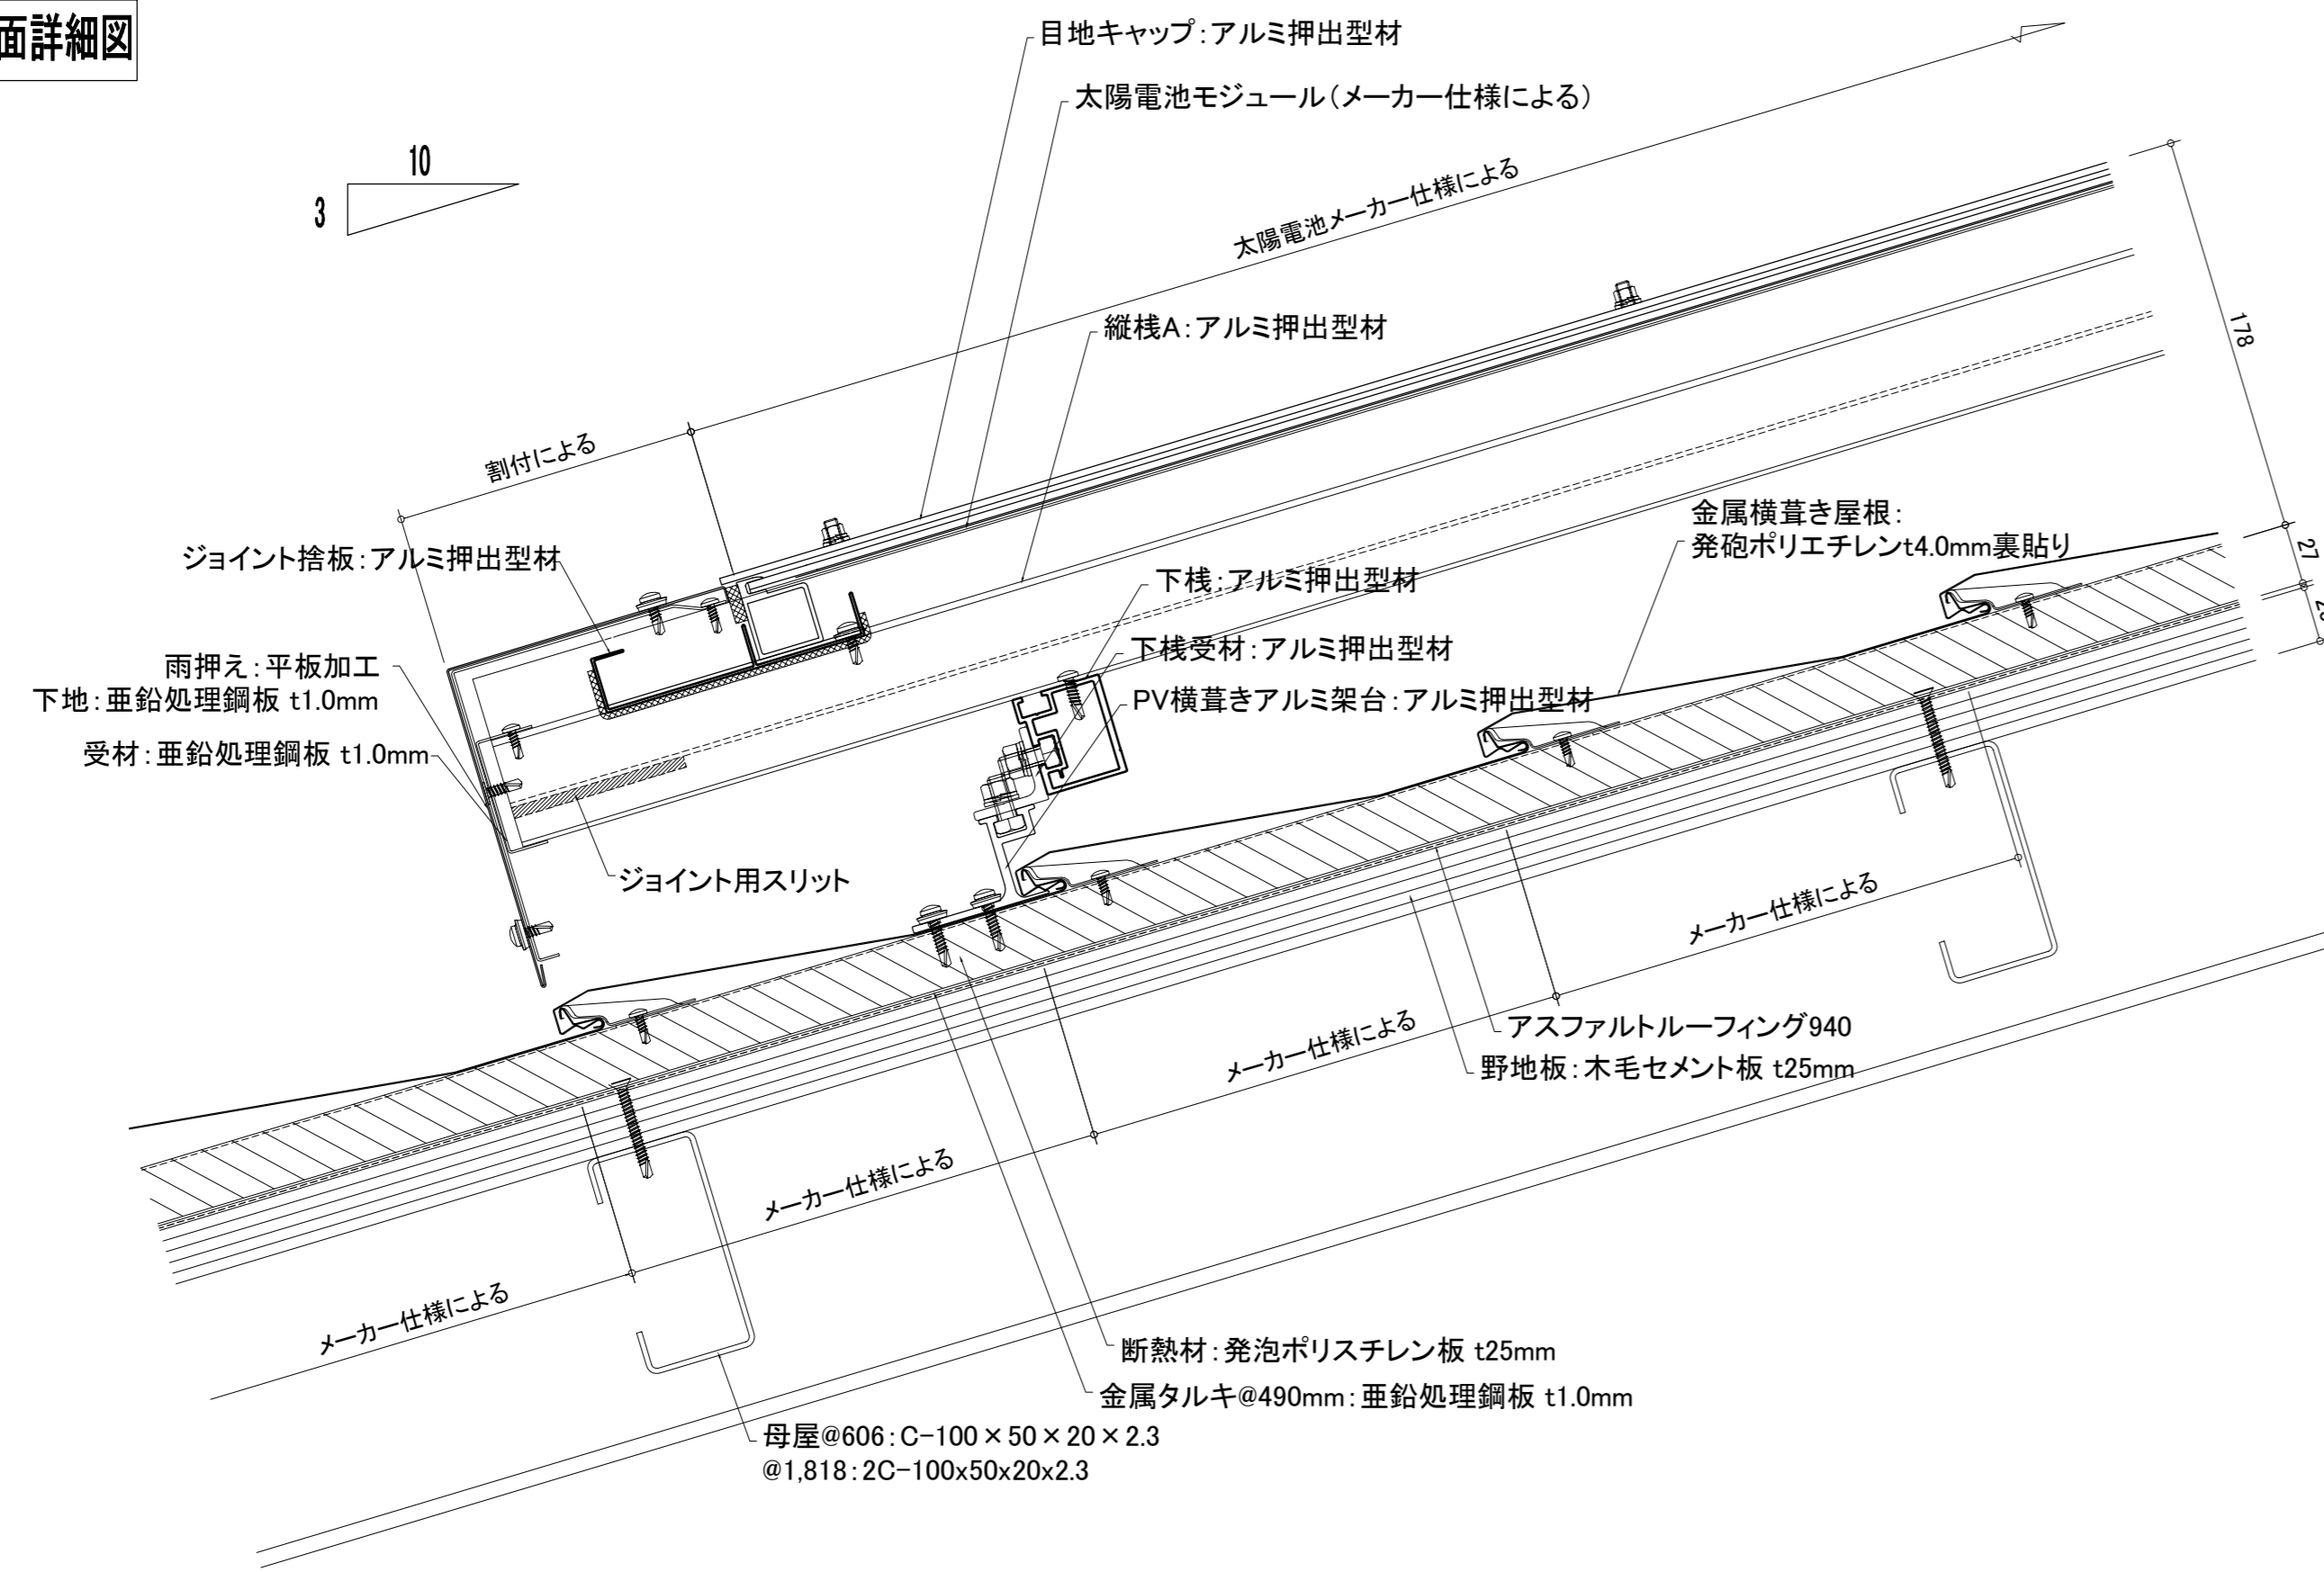 面詳細図
目地キャップ：アルミ押出型材
太陽電池モジュール（メーカー仕様による）
10
3
太陽電池メーカー仕様による
縦桟A：アルミ押出型材
178
割付による
金属横葺き屋根：
発砲ポリエチレンt4.0mm裏貼り
27
ジョイント捨板：アルミ押出型材
下桟：アルミ押出型材
下桟受材：アルミ押出型材
雨押え：平板加工
下地：亜鉛処理鋼板 t1.0mm
PV横葺きアルミ架台：アルミ押出型材
受材：亜鉛処理鋼板 t1.0mm
ジョイント用スリット
メーカー仕様による
アスファルトルーフィング940
メーカー仕様による
野地板：木毛セメント板 t25mm
メーカー仕様による
メーカー仕様による
断熱材：発泡ポリスチレン板 t25mm
金属タルキ@490mm：亜鉛処理鋼板 t1.0mm
母屋@606：C-100×50×20×2.3
@1,818：2C-100x50x20x2.3